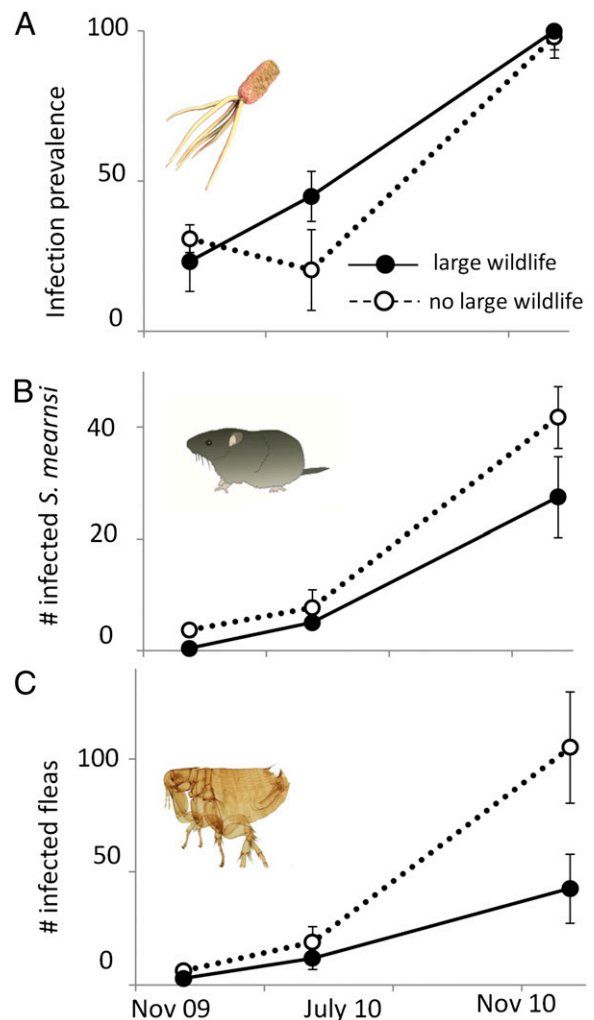 A
100
50
0
Infection prevalence
large wildlife
no large wildlife
B
40
20
0
# infected S. mearnsi
C
100
50
0
# infected fleas
Nov 09 July 10 Nov 10